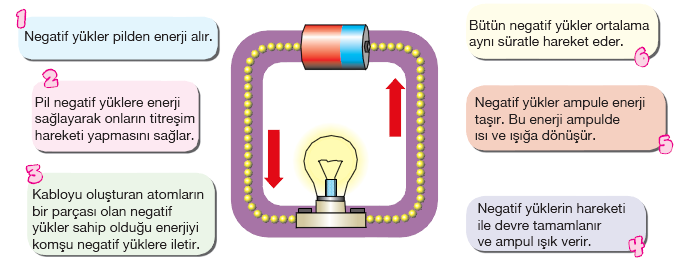 1
Negatif yükler pilden enerji alır.
2
Pil negatif yüklere enerji
sağlayarak onların titreşim
hareketi yapmasını sağlar.
3
Kabloyu oluşturan atomların
bir parçası olan negatif
yükler sahip olduğu enerjiyi
komşu negatif yüklere iletir.
Bütün negatif yükler ortalama
aynı süratle hareket eder.
6
Negatif yükler ampule enerji
taşır. Bu enerji ampulde
ısı ve ışığa dönüşür.
5
Negatif yüklerin hareketi
ile devre tamamlanır
ve ampul ışık verir.
4